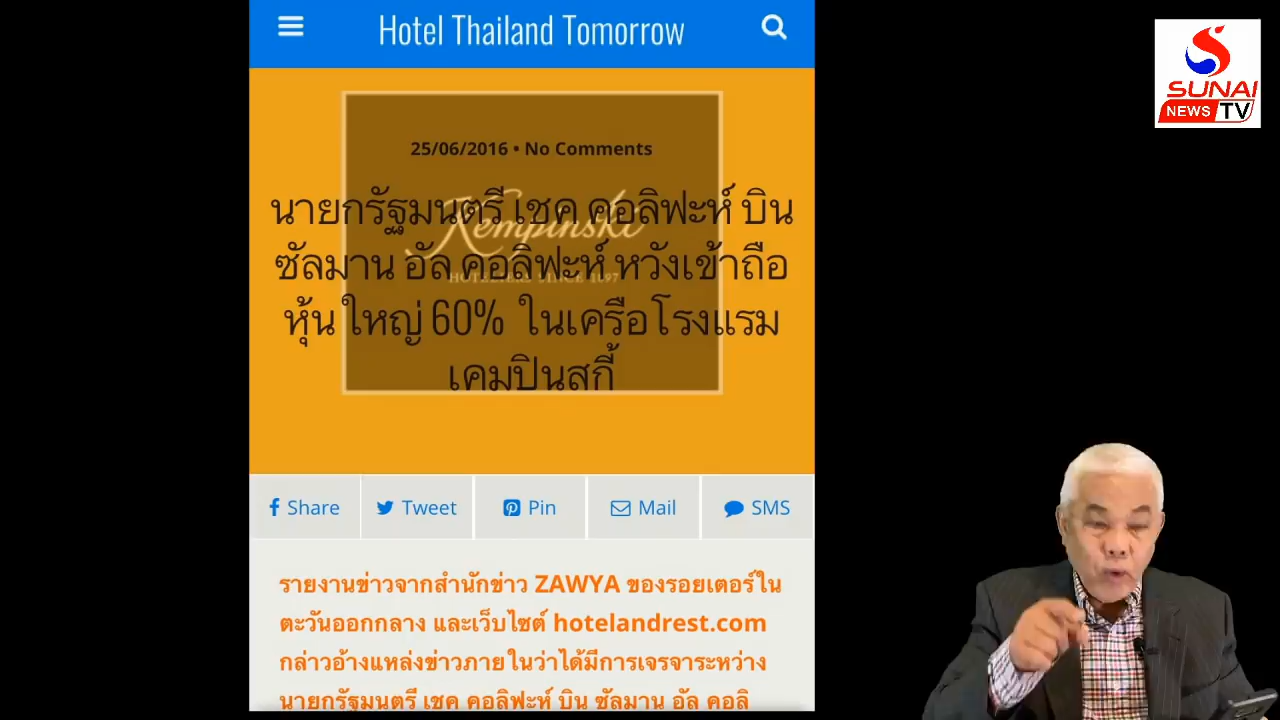 Hotel Thailand Tomorrow
SUNAI
NEWS TV
25/06/2016 • No Comments
นายกรัฐมนตรี เชค คอลิฟะห์ บิน
ซัลมาน อัล คอลิฟะห์ หวังเข้าถือ
หุ้น ใหญ่ 60% ในเครือโรงแรม
เคมปินสกี้
Kempinski
HOTELIERS SINCE 1897
Share
Tweet
Pin
Mail
SMS
รายงานข่าวจากสำนักข่าว ZAWYA ของรอยเตอร์ใน
ตะวันออกกลาง และเว็บไซต์ hotelandrest.com
กล่าวอ้างแหล่งข่าวภายในว่าได้มีการเจรจาระหว่าง
นายกรัฐมนตรี เชค คอลิฟะห์ บิน ซัลมาน อัล คอลิ